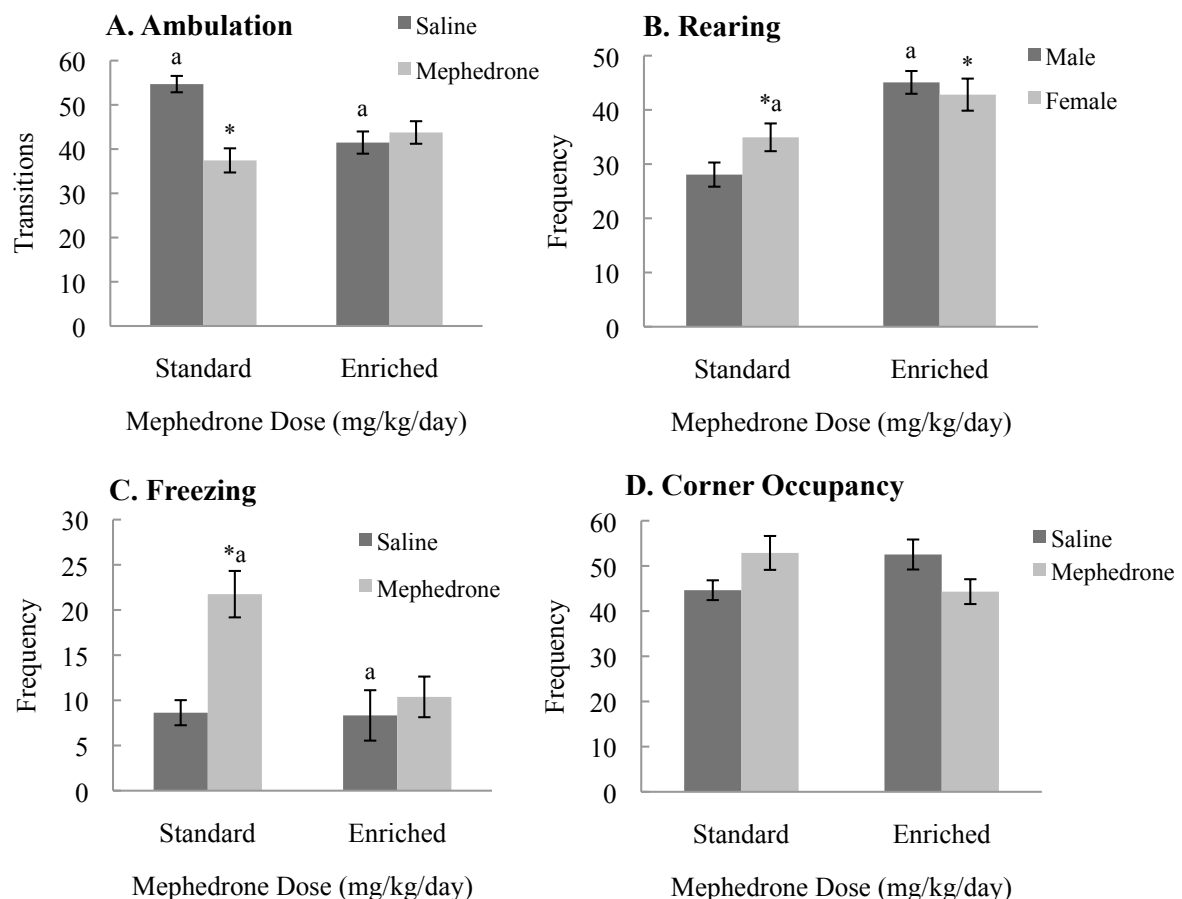 A. Ambulation
Saline
Mephedrone
60
50
40
30
20
10
0
Transitions
a
*
a
Standard
Enriched
Mephedrone Dose (mg/kg/day)
B. Rearing
Male
Female
50
40
30
20
10
0
Frequency
*a
a
*
Standard
Enriched
Mephedrone Dose (mg/kg/day)
C. Freezing
Saline
Mephedrone
30
25
20
15
10
5
0
Frequency
*a
a
Standard
Enriched
Mephedrone Dose (mg/kg/day)
D. Corner Occupancy
Saline
Mephedrone
60
50
40
30
20
10
0
Frequency
Standard
Enriched
Mephedrone Dose (mg/kg/day)